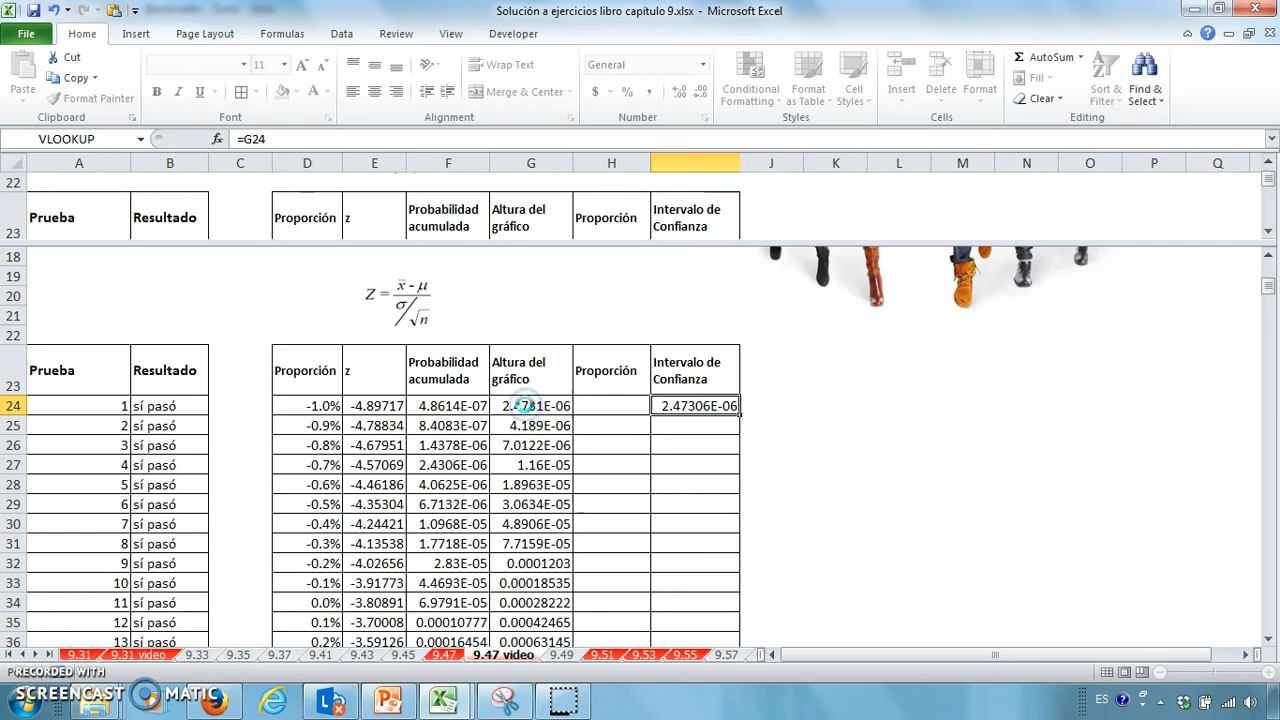 Solución a ejercicios libro capítulo 9.xlsx - Microsoft Excel
File Home Insert Page Layout Formulas Data Review View Developer
Paste Cut Copy Format Painter
11 Wrap Text Merge & Center General
Conditional Formatting Format as Table Cell Styles Insert Delete Format
AutoSum Fill Clear Sort & Filter Find & Select
Clipboard Font Alignment Number Styles Cells Editing
VLOOKUP fx =G24
A B C D E F G H J K L M N O P Q
22
23 Prueba Resultado Proporción z Probabilidad acumulada Altura del gráfico Proporción Intervalo de Confianza
18
19
20 Z = x̄ - μ / σ/√n
21
22
23 Prueba Resultado Proporción z Probabilidad acumulada Altura del gráfico Proporción Intervalo de Confianza
24 1 sí pasó -1.0% -4.89717 4.8614E-07 2.4731E-06 2.47306E-06
25 2 sí pasó -0.9% -4.78834 8.4083E-07 4.189E-06
26 3 sí pasó -0.8% -4.67951 1.4378E-06 7.0122E-06
27 4 sí pasó -0.7% -4.57069 2.4306E-06 1.16E-05
28 5 sí pasó -0.6% -4.46186 4.0625E-06 1.8963E-05
29 6 sí pasó -0.5% -4.35304 6.7132E-06 3.0634E-05
30 7 sí pasó -0.4% -4.24421 1.0968E-05 4.8906E-05
31 8 sí pasó -0.3% -4.13538 1.7718E-05 7.7159E-05
32 9 sí pasó -0.2% -4.02656 2.83E-05 0.0001203
33 10 sí pasó -0.1% -3.91773 4.4693E-05 0.00018535
34 11 sí pasó 0.0% -3.80891 6.9791E-05 0.00028222
35 12 sí pasó 0.1% -3.70008 0.00010777 0.00042465
36 13 sí pasó 0.2% -3.59126 0.00016454 0.00063145
9.31 9.31 video 9.33 9.35 9.37 9.41 9.43 9.45 9.47 9.47 video 9.49 9.51 9.53 9.55 9.57
RECORDED WITH
SCREENCAST MATIC
ES